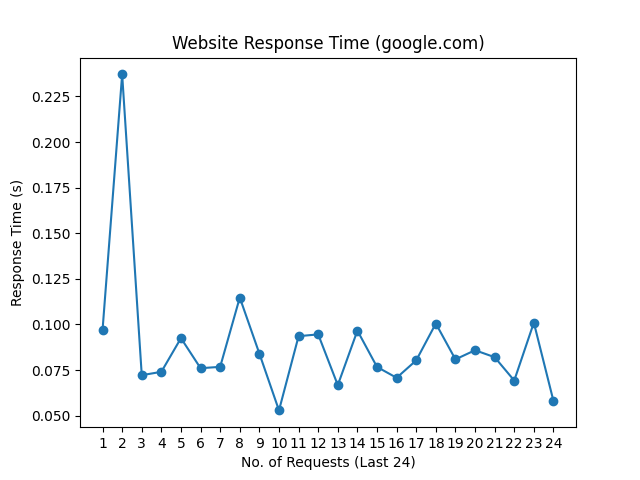 Website Response Time (google.com)
Response Time (s)
0.225
0.200
0.175
0.150
0.125
0.100
0.075
0.050
1 2 3 4 5 6 7 8 9 10 11 12 13 14 15 16 17 18 19 20 21 22 23 24
No. of Requests (Last 24)